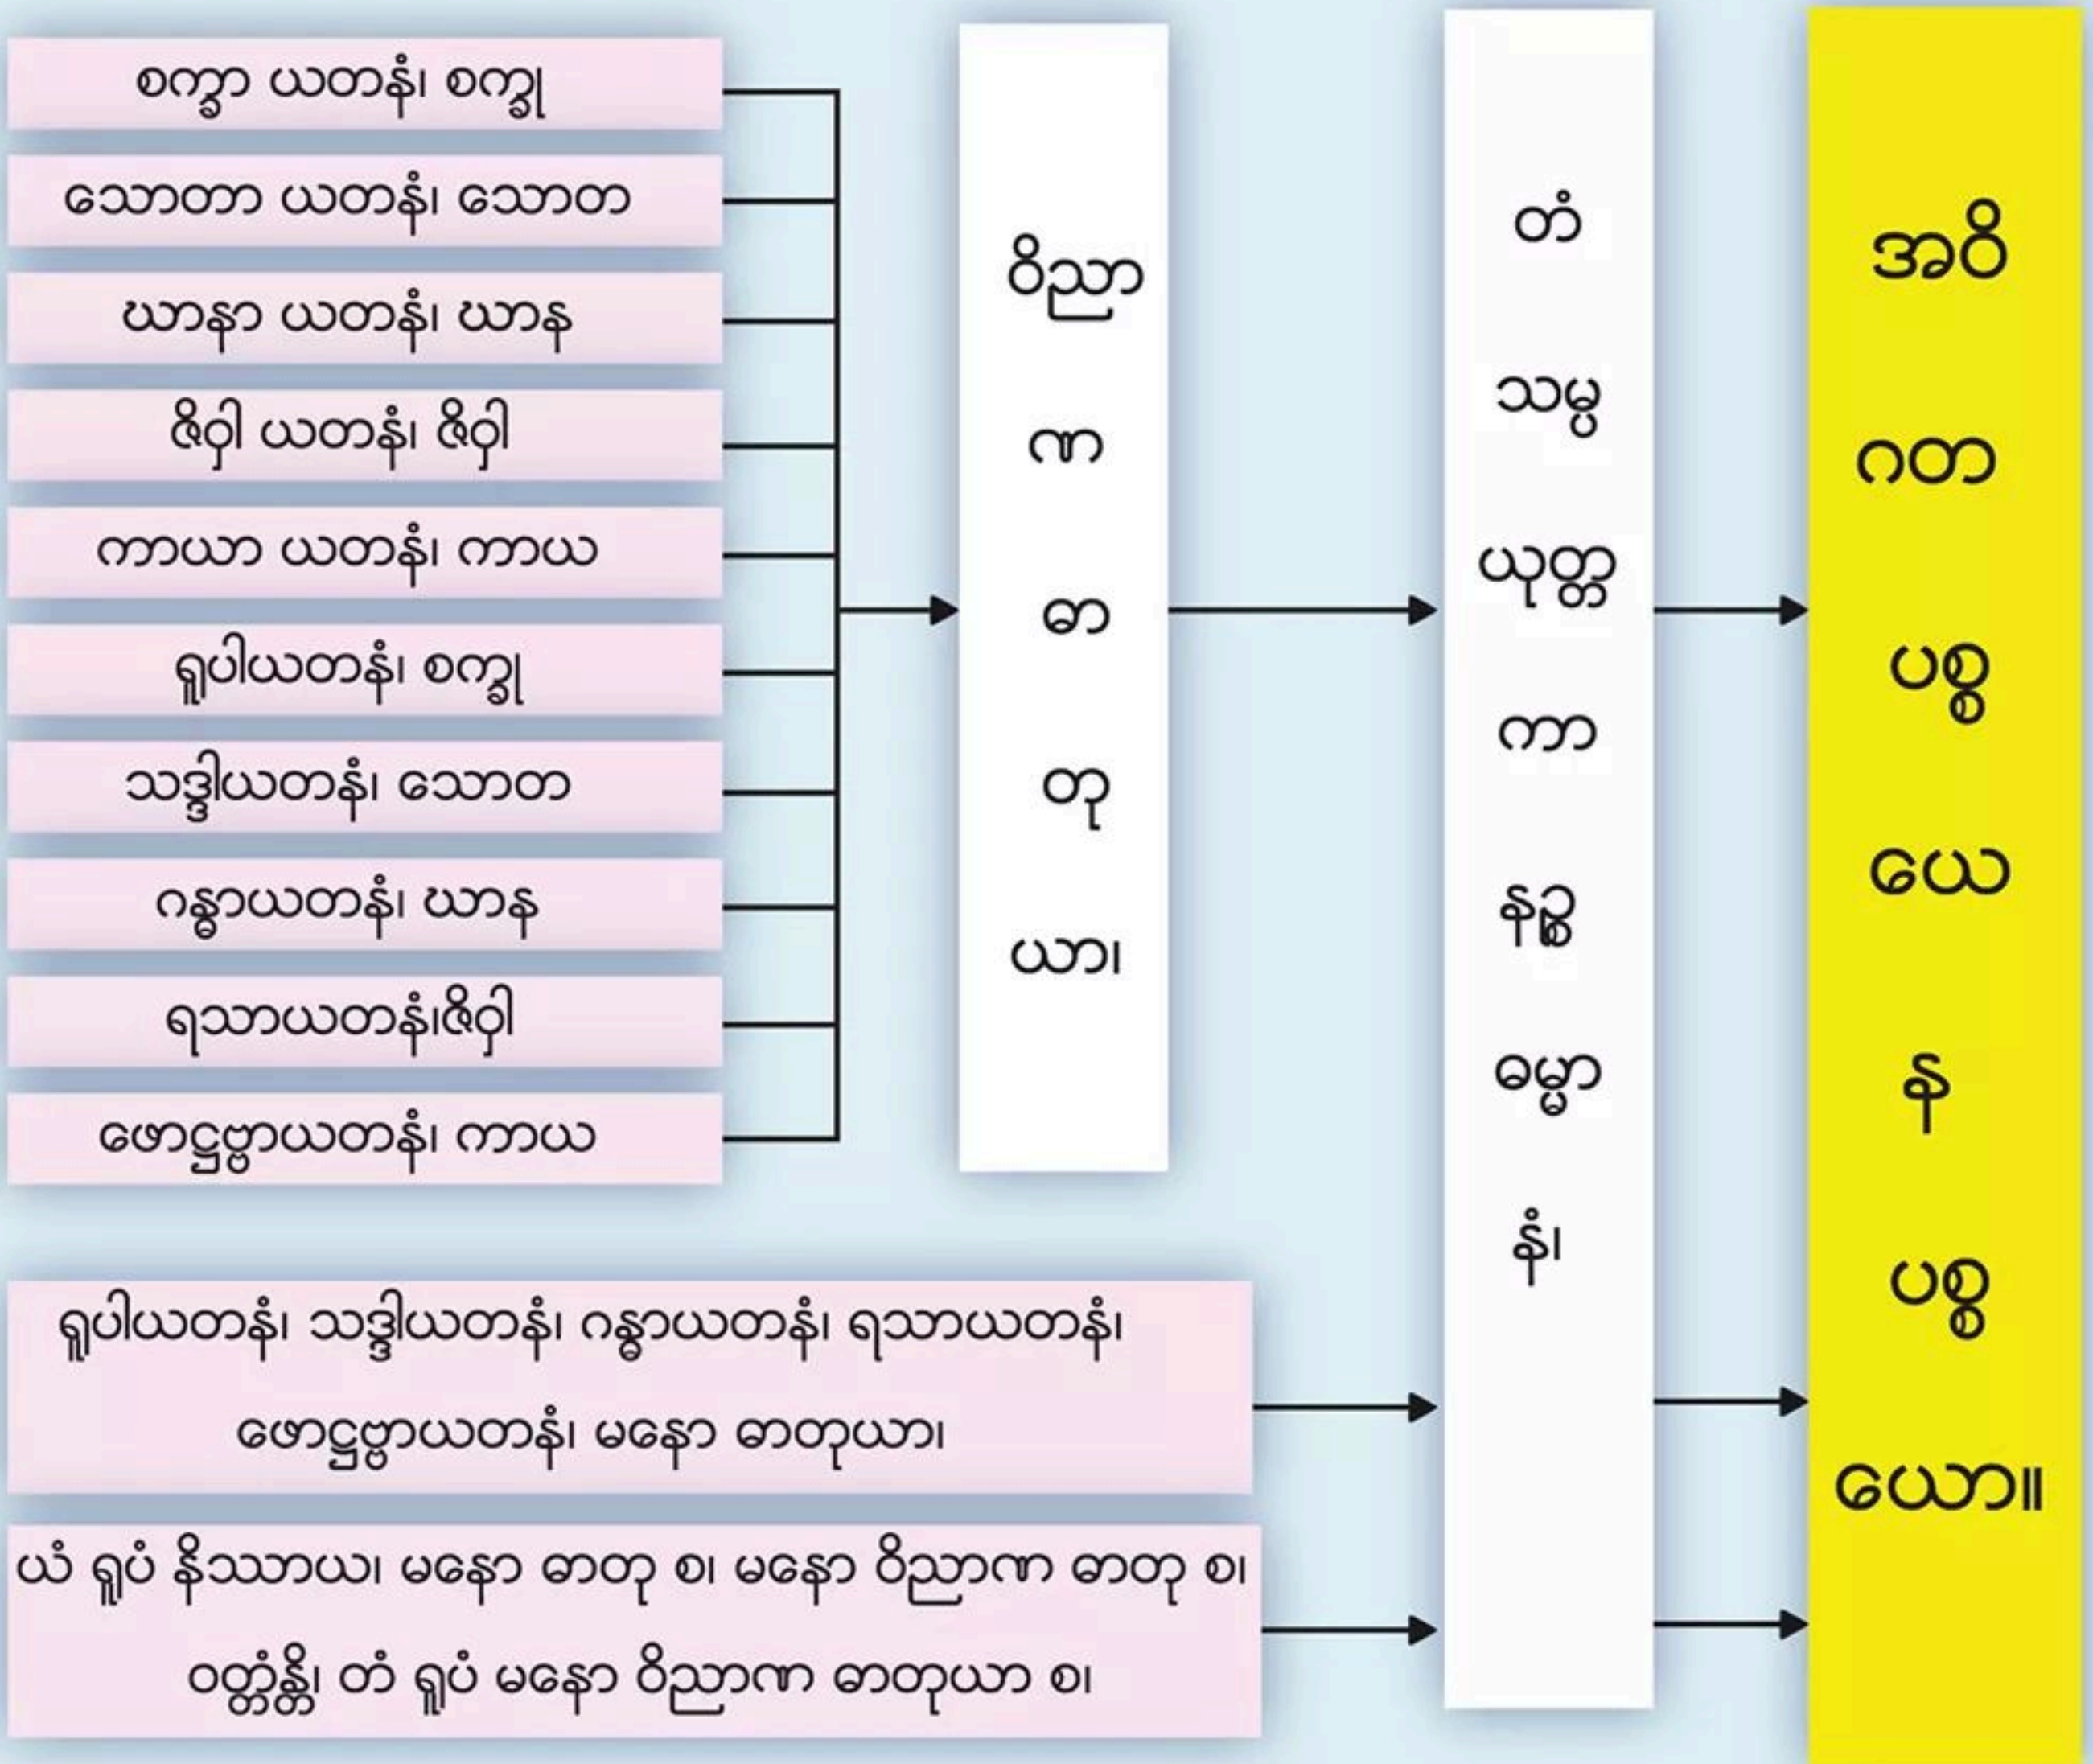 စက္ခာ ယတနံ၊ စက္ခု
သောတာ ယတနံ၊ သောတ
ဃာနာ ယတနံ၊ ဃာန
ဇိဝှါ ယတနံ၊ ဇိဝှါ
ကာယာ ယတနံ၊ ကာယ
ရူပါယတနံ၊ စက္ခု
သဒ္ဒါယတနံ၊ သောတ
ဂန္ဓာယတနံ၊ ဃာန
ရသာယတနံ၊ဇိဝှါ
ဖောဋ္ဌဗ္ဗာယတနံ၊ ကာယ
ဝိညာ
ဏ
ဓာ
တု
ယာ၊
ရူပါယတနံ၊ သဒ္ဒါယတနံ၊ ဂန္ဓာယတနံ၊ ရသာယတနံ၊
ဖောဋ္ဌဗ္ဗာယတနံ၊ မနော ဓာတုယာ၊
ယံ ရူပံ နိဿာယ၊ မနော ဓာတု စ၊ မနော ဝိညာဏ ဓာတု စ၊
ဝတ္တံန္တိ၊ တံ ရူပံ မနော ဝိညာဏ ဓာတုယာ စ၊
တံ
သမ္ပ
ယုတ္တ
ကာ
နဉ္စ
ဓမ္မာ
နံ၊
အဝိ
ဂတ
ပစ္စ
ယေ
န
ပစ္စ
ယော။